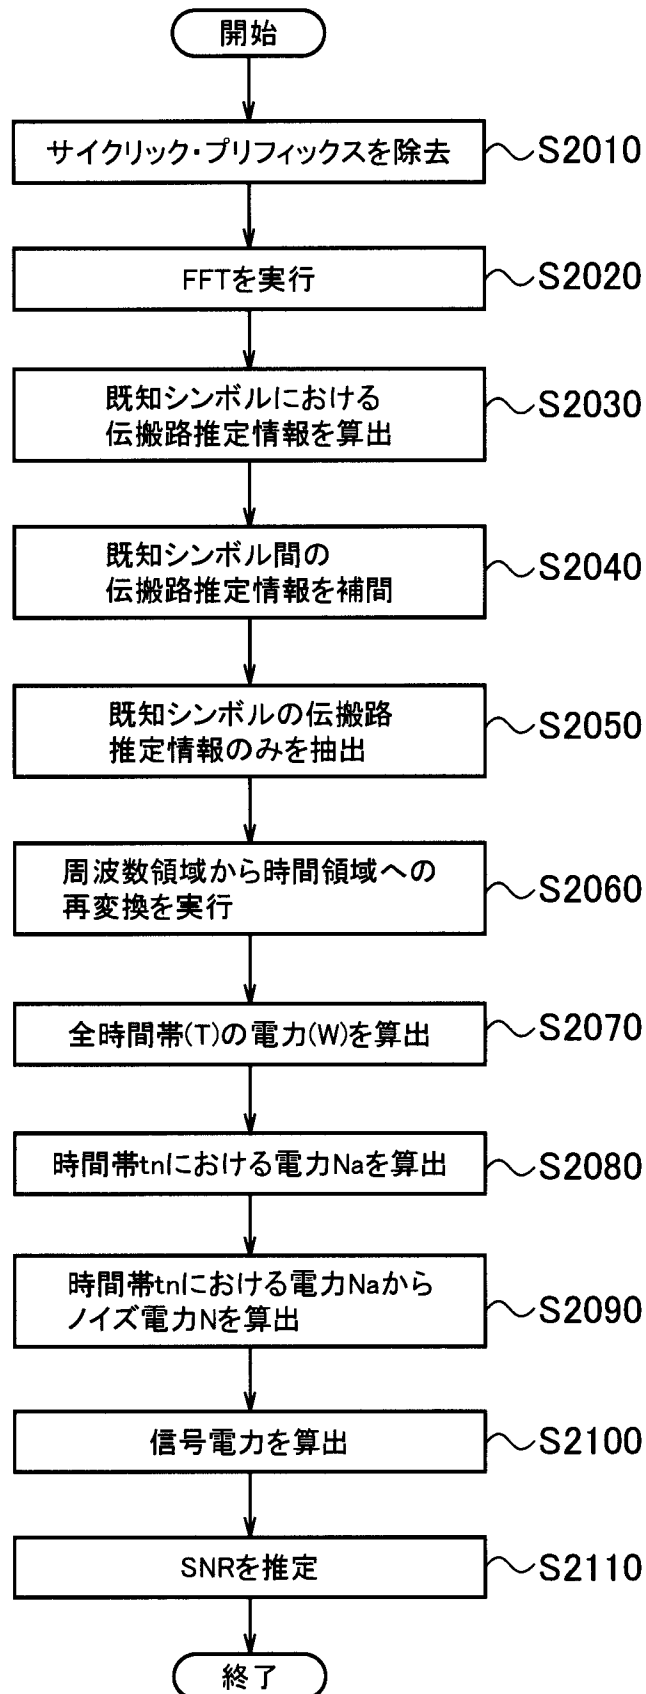 開始
サイクリック・プリフィックスを除去
S2010
FFTを実行
S2020
既知シンボルにおける
伝搬路推定情報を算出
S2030
既知シンボル間の
伝搬路推定情報を補間
S2040
既知シンボルの伝搬路
推定情報のみを抽出
S2050
周波数領域から時間領域への
再変換を実行
S2060
全時間帯(T)の電力(W)を算出
S2070
時間帯tnにおける電力Naを算出
S2080
時間帯tnにおける電力Naから
ノイズ電力Nを算出
S2090
信号電力を算出
S2100
SNRを推定
S2110
終了